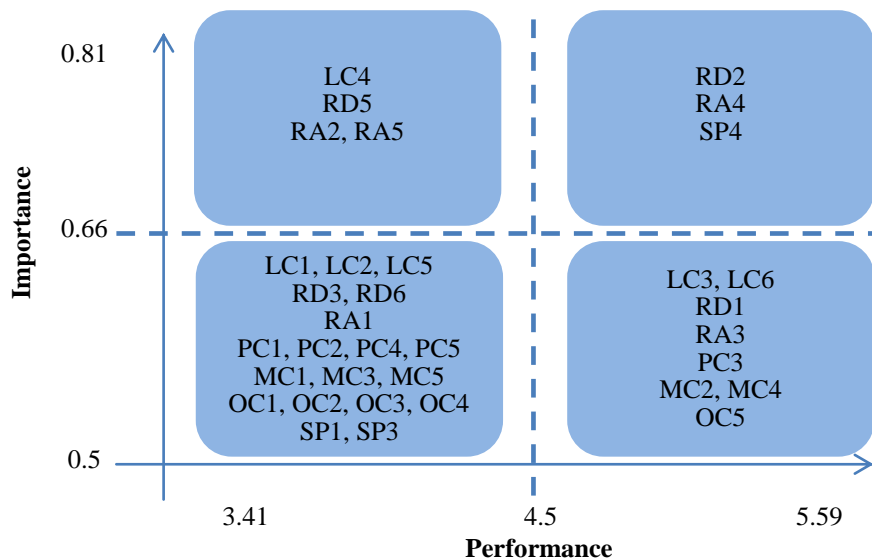 0.81
LC4
RD5
RA2, RA5
RD2
RA4
SP4
Importance
0.66
LC1, LC2, LC5
RD3, RD6
RA1
PC1, PC2, PC4, PC5
MC1, MC3, MC5
OC1, OC2, OC3, OC4
SP1, SP3
LC3, LC6
RD1
RA3
PC3
MC2, MC4
OC5
0.5
3.41
4.5
5.59
Performance